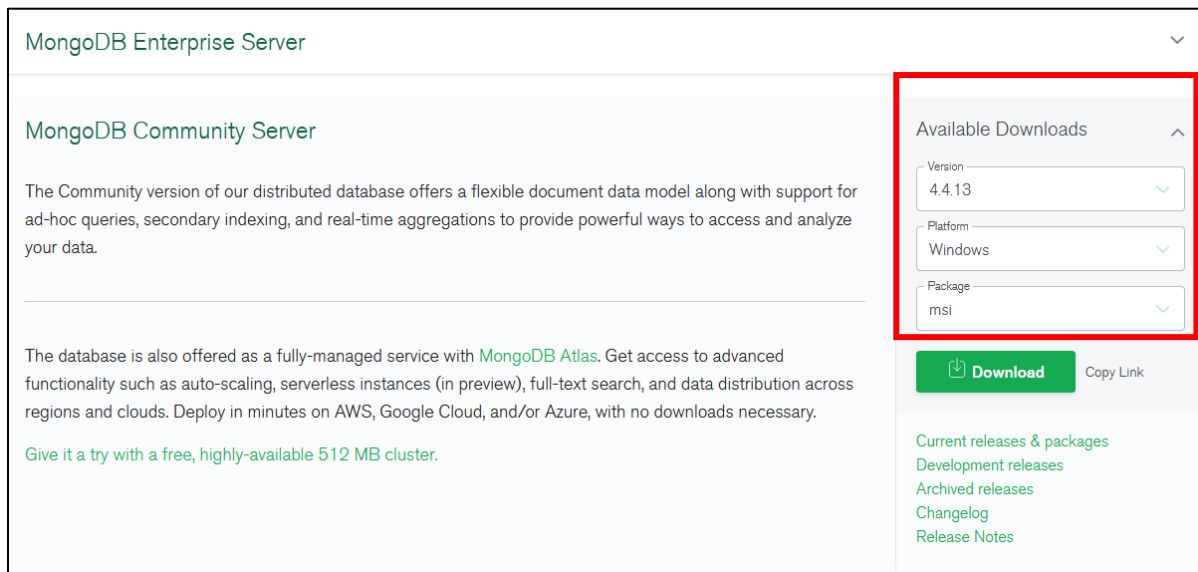 MongoDB Enterprise Server
MongoDB Community Server
The Community version of our distributed database offers a flexible document data model along with support for
ad-hoc queries, secondary indexing, and real-time aggregations to provide powerful ways to access and analyze
your data.
The database is also offered as a fully-managed service with MongoDB Atlas. Get access to advanced
functionality such as auto-scaling, serverless instances (in preview), full-text search, and data distribution across
regions and clouds. Deploy in minutes on AWS, Google Cloud, and/or Azure, with no downloads necessary.
Give it a try with a free, highly-available 512 MB cluster.
Available Downloads
Version
4.4.13
Platform
Windows
Package
msi
Download Copy Link
Current releases & packages
Development releases
Archived releases
Changelog
Release Notes